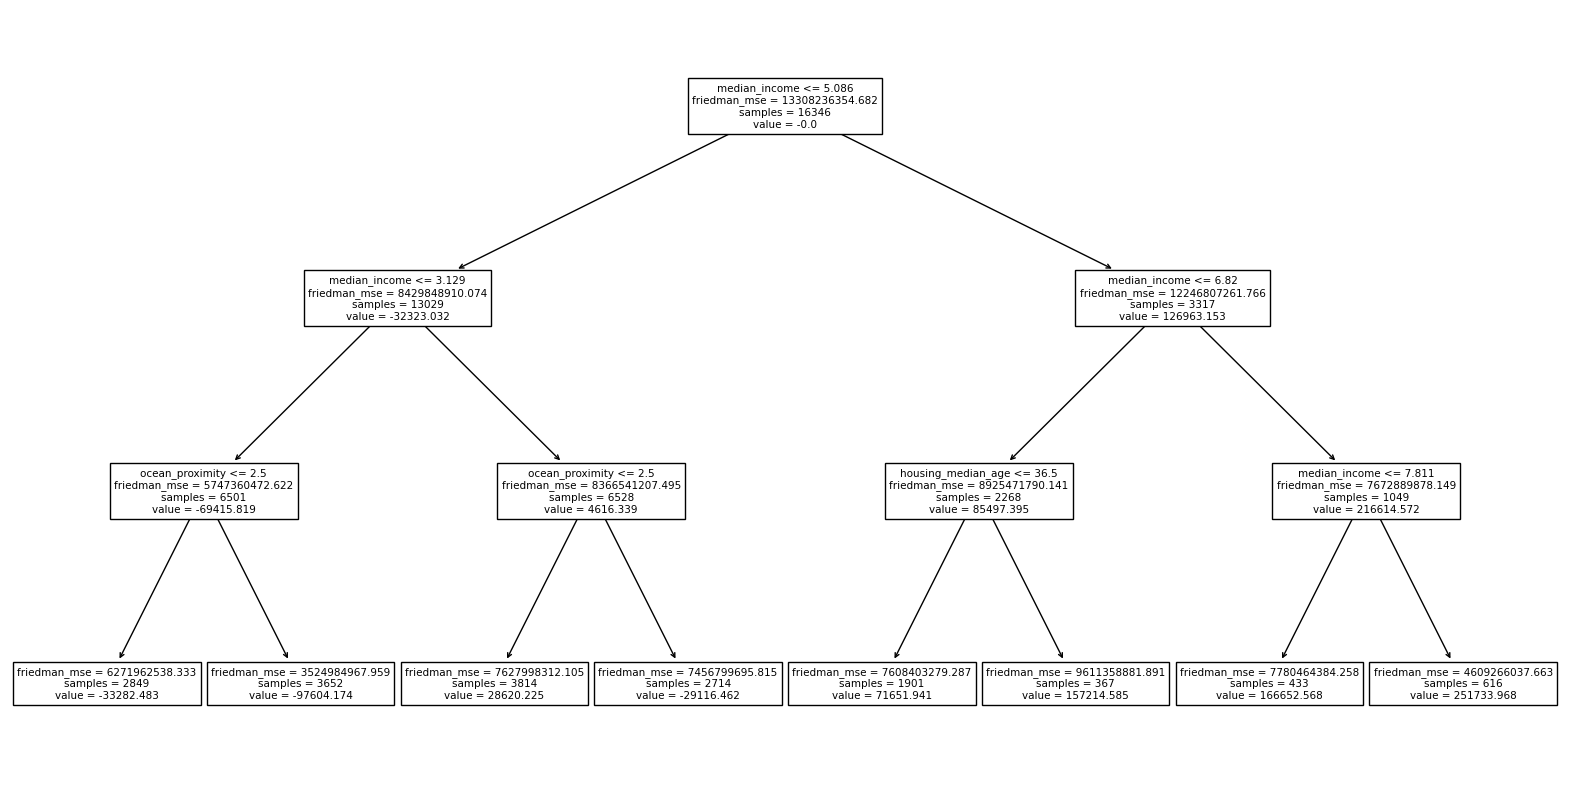 median_income <= 5.086
friedman_mse = 13308236354.682
samples = 16346
value = -0.0
median_income <= 3.129
friedman_mse = 8429848910.074
samples = 13029
value = -32323.032
median_income <= 6.82
friedman_mse = 12246807261.766
samples = 3317
value = 126963.153
ocean_proximity <= 2.5
friedman_mse = 5747360472.622
samples = 6501
value = -69415.819
ocean_proximity <= 2.5
friedman_mse = 8366541207.495
samples = 6528
value = 4616.339
housing_median_age <= 36.5
friedman_mse = 8925471790.141
samples = 2268
value = 85497.395
median_income <= 7.811
friedman_mse = 7672889878.149
samples = 1049
value = 216614.572
friedman_mse = 6271962538.333
samples = 2849
value = -33282.483
friedman_mse = 3524984967.959
samples = 3652
value = -97604.174
friedman_mse = 7627998312.105
samples = 3814
value = 28620.225
friedman_mse = 7456799695.815
samples = 2714
value = -29116.462
friedman_mse = 7608403279.287
samples = 1901
value = 71651.941
friedman_mse = 9611358881.891
samples = 367
value = 157214.585
friedman_mse = 7780464384.258
samples = 433
value = 166652.568
friedman_mse = 4609266037.663
samples = 616
value = 251733.968